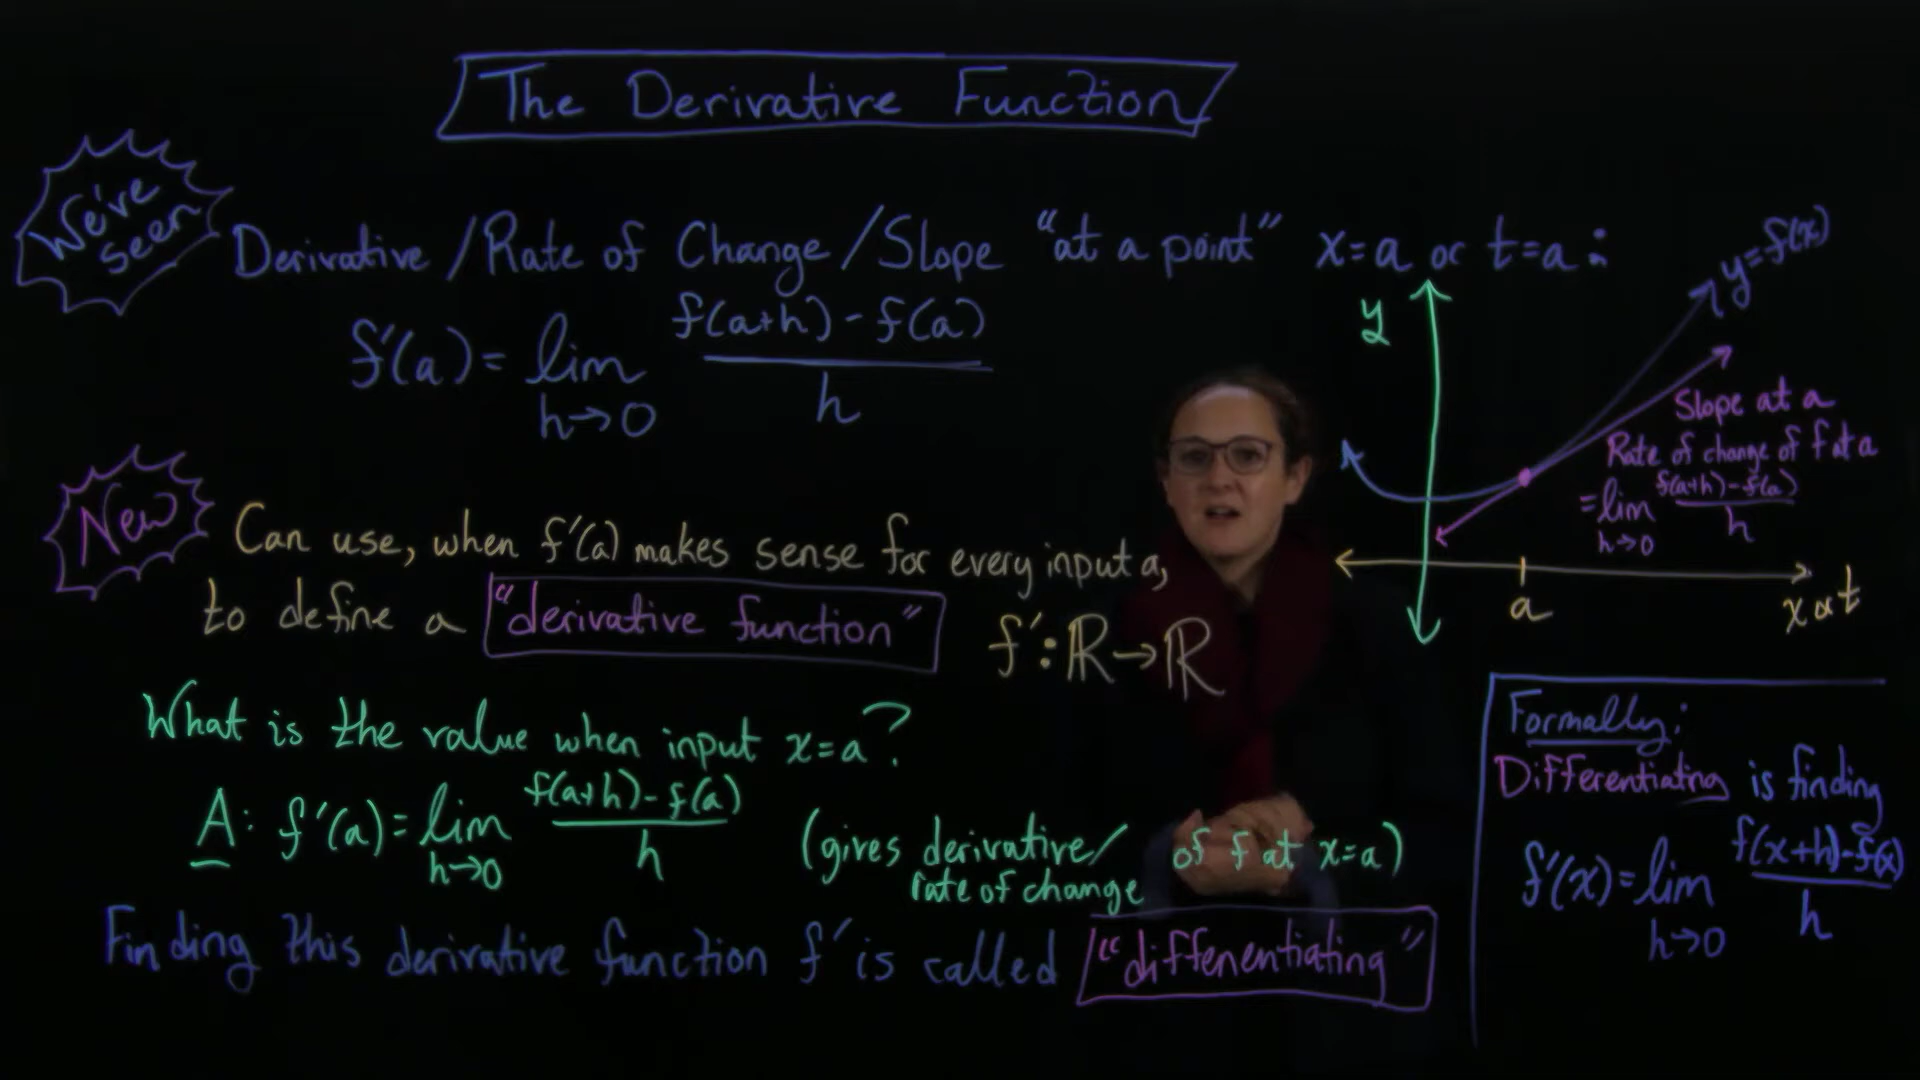 The Derivative Function
We've
seen
Derivative/Rate of Change/Slope "at a point" x=a or t=a:
f'(a) = lim h→0 f(a+h)-f(a) / h
y
y=f(x)
Slope at a
Rate of change of f at a
= lim h→0 f(a+h)-f(a) / h
a
x or t
New
Can use, when f'(a) makes sense for every input a,
to define a "derivative function" f':ℝ→ℝ
What is the value when input x=a?
A: f'(a) = lim h→0 f(a+h)-f(a) / h (gives derivative/rate of change of f at x=a)
Finding this derivative function f' is called "diffenentiating"
Formally:
Differentiating is finding
f'(x) = lim h→0 f(x+h)-f(x) / h